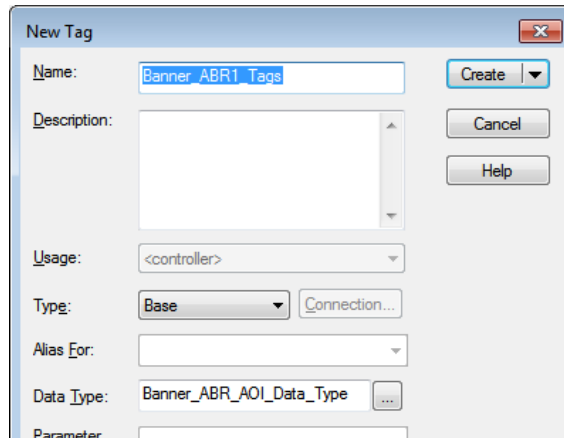 New Tag
Name: Banner_ABR1_Tags Create
Description: Cancel
Help
Usage: <controller>
Type: Base Connection...
Alias For:
Data Type: Banner_ABR_AOI_Data_Type ...
Parameter